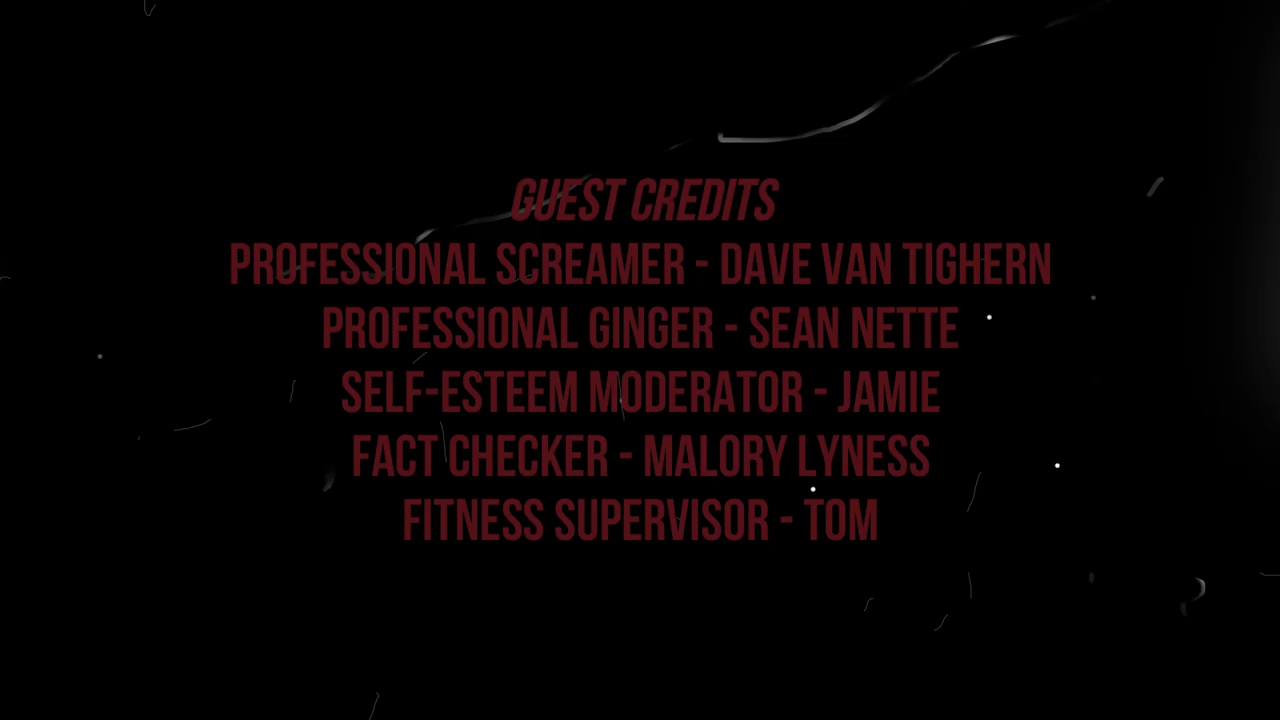 GUEST CREDITS
PROFESSIONAL SCREAMER - DAVE VAN TIGHERN
PROFESSIONAL GINGER - SEAN NETTE
SELF-ESTEEM MODERATOR - JAMIE
FACT CHECKER - MALORY LYNESS
FITNESS SUPERVISOR - TOM